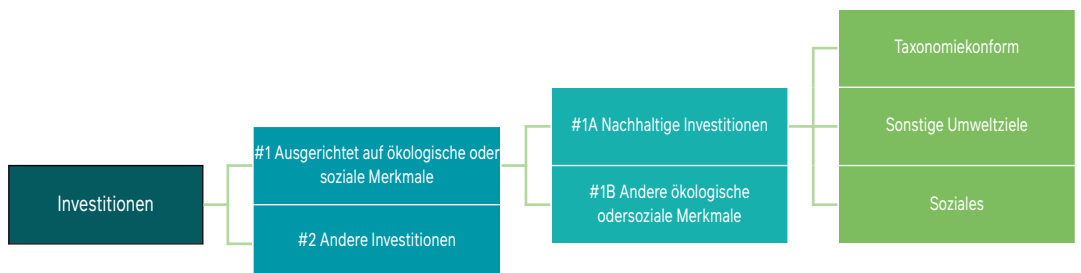 Investitionen
#1 Ausgerichtet auf ökologische oder
soziale Merkmale
#2 Andere Investitionen
#1A Nachhaltige Investitionen
#1B Andere ökologische
odersoziale Merkmale
Taxonomiekonform
Sonstige Umweltziele
Soziales